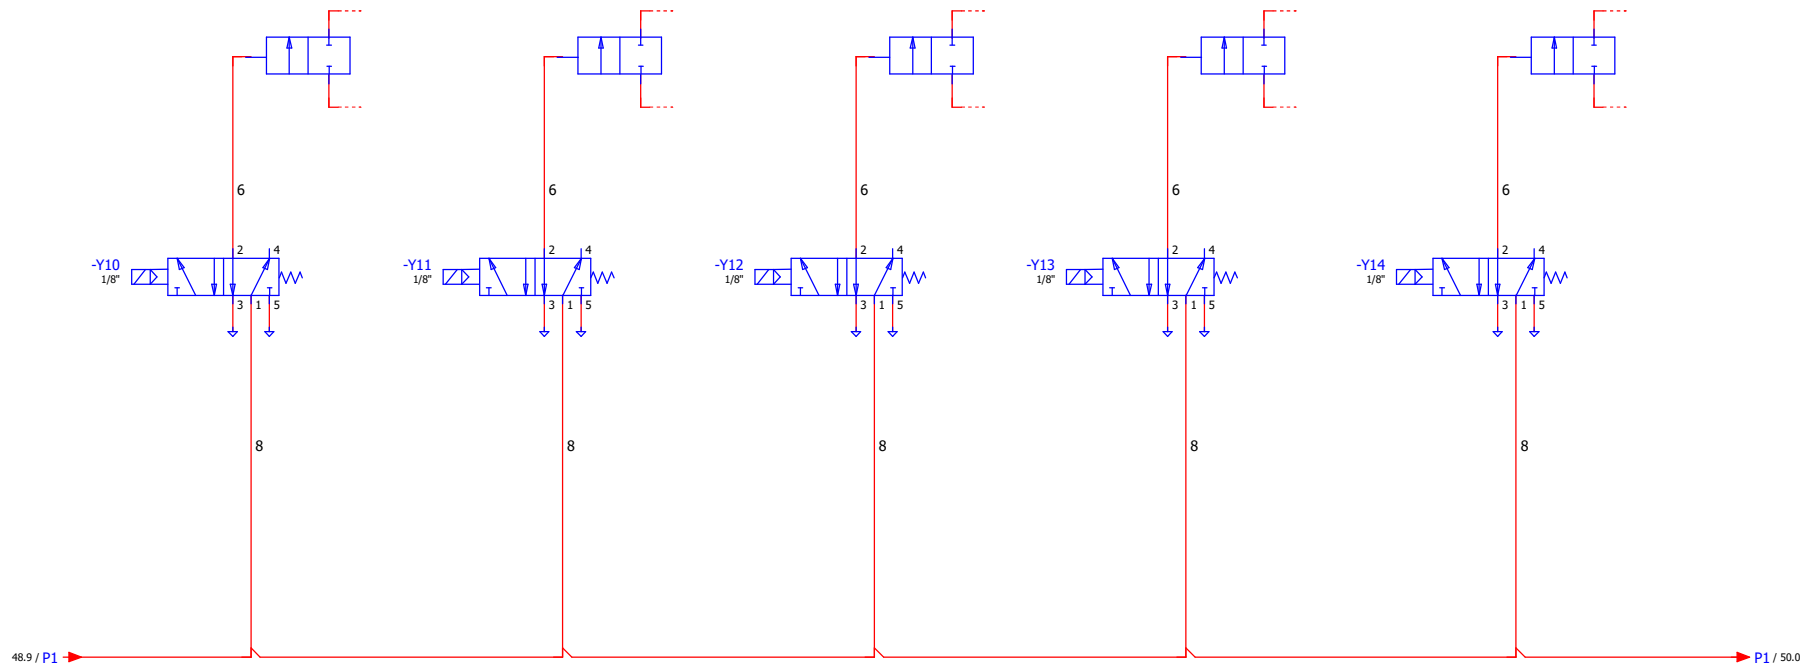 6 6 6 6 6
2 4 2 4 2 4 2 4 2 4
-Y10 -Y11 -Y12 -Y13 -Y14
1/8" 1/8" 1/8" 1/8" 1/8"
3 1 5 3 1 5 3 1 5 3 1 5 3 1 5
8 8 8 8 8
48.9 / P1 P1 / 50.0